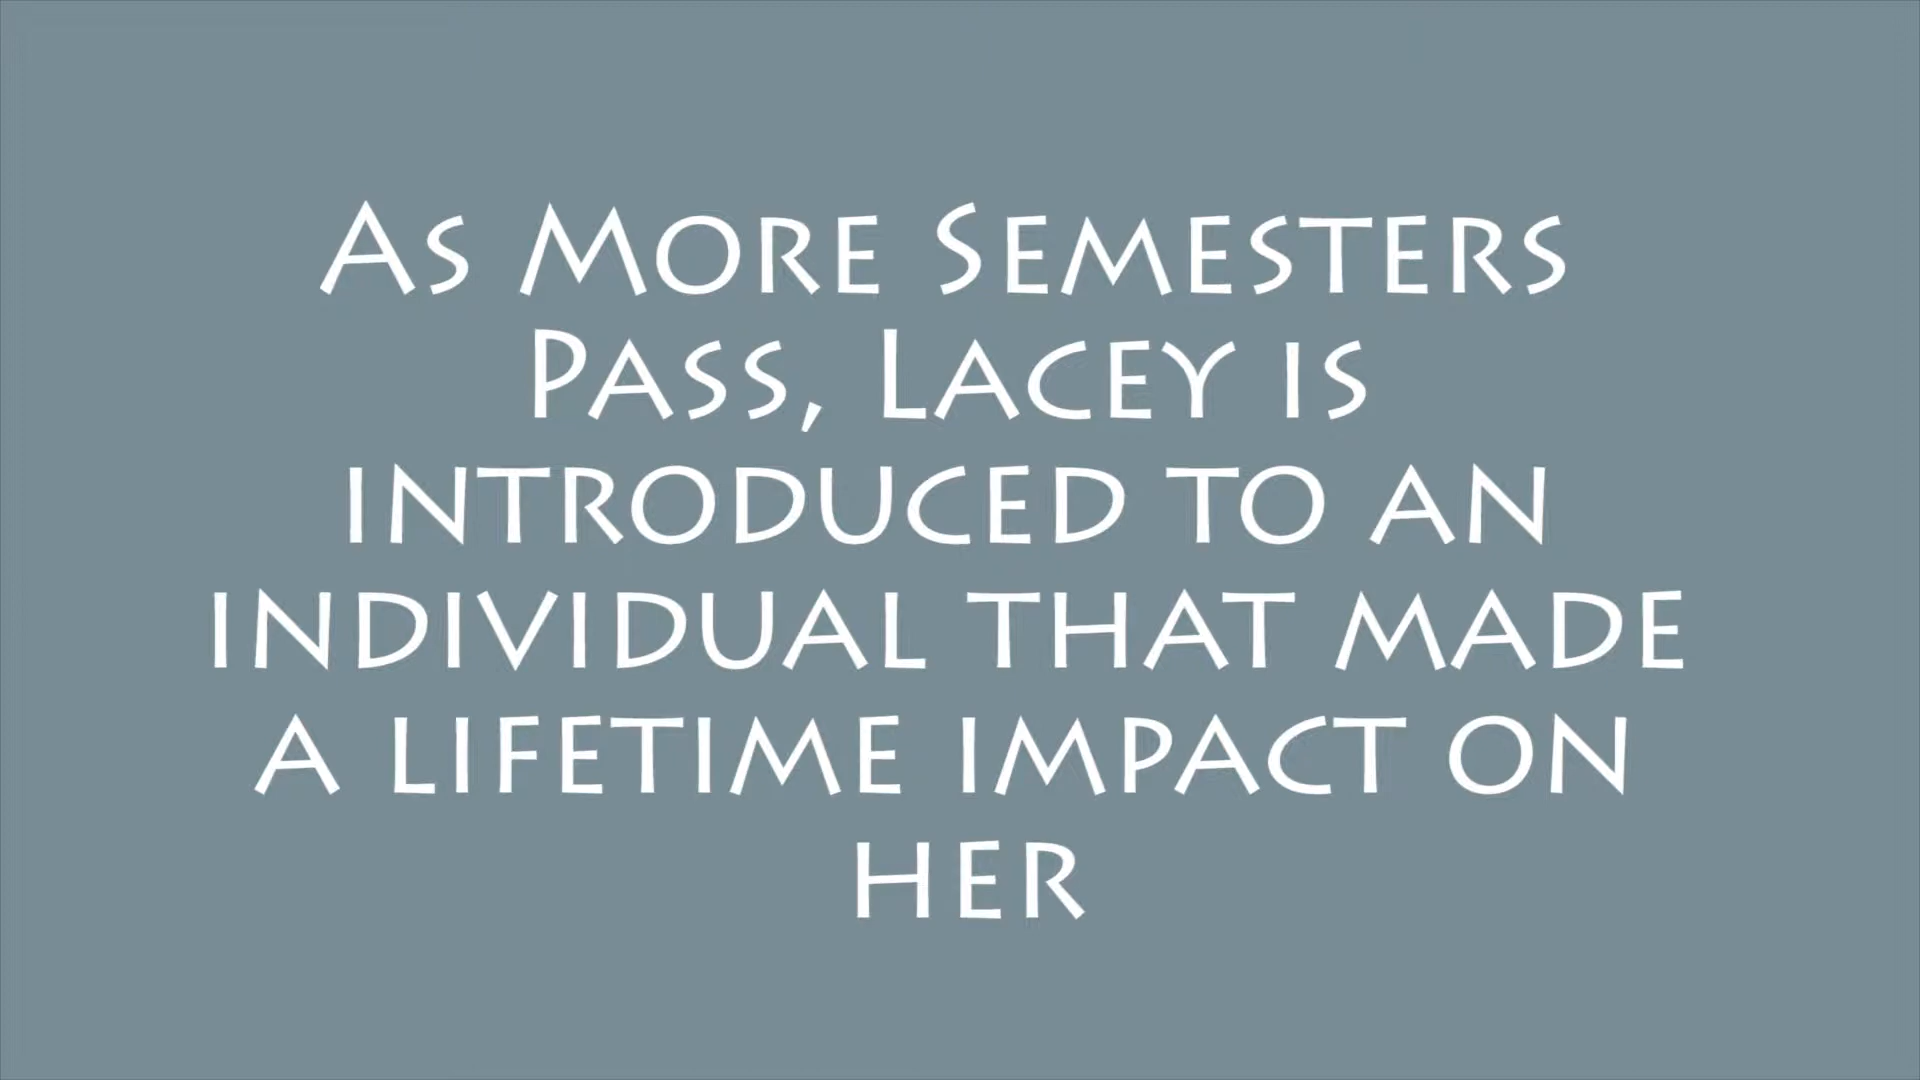 As More Semesters
Pass, Lacey is
introduced to an
individual that made
a lifetime impact on
her